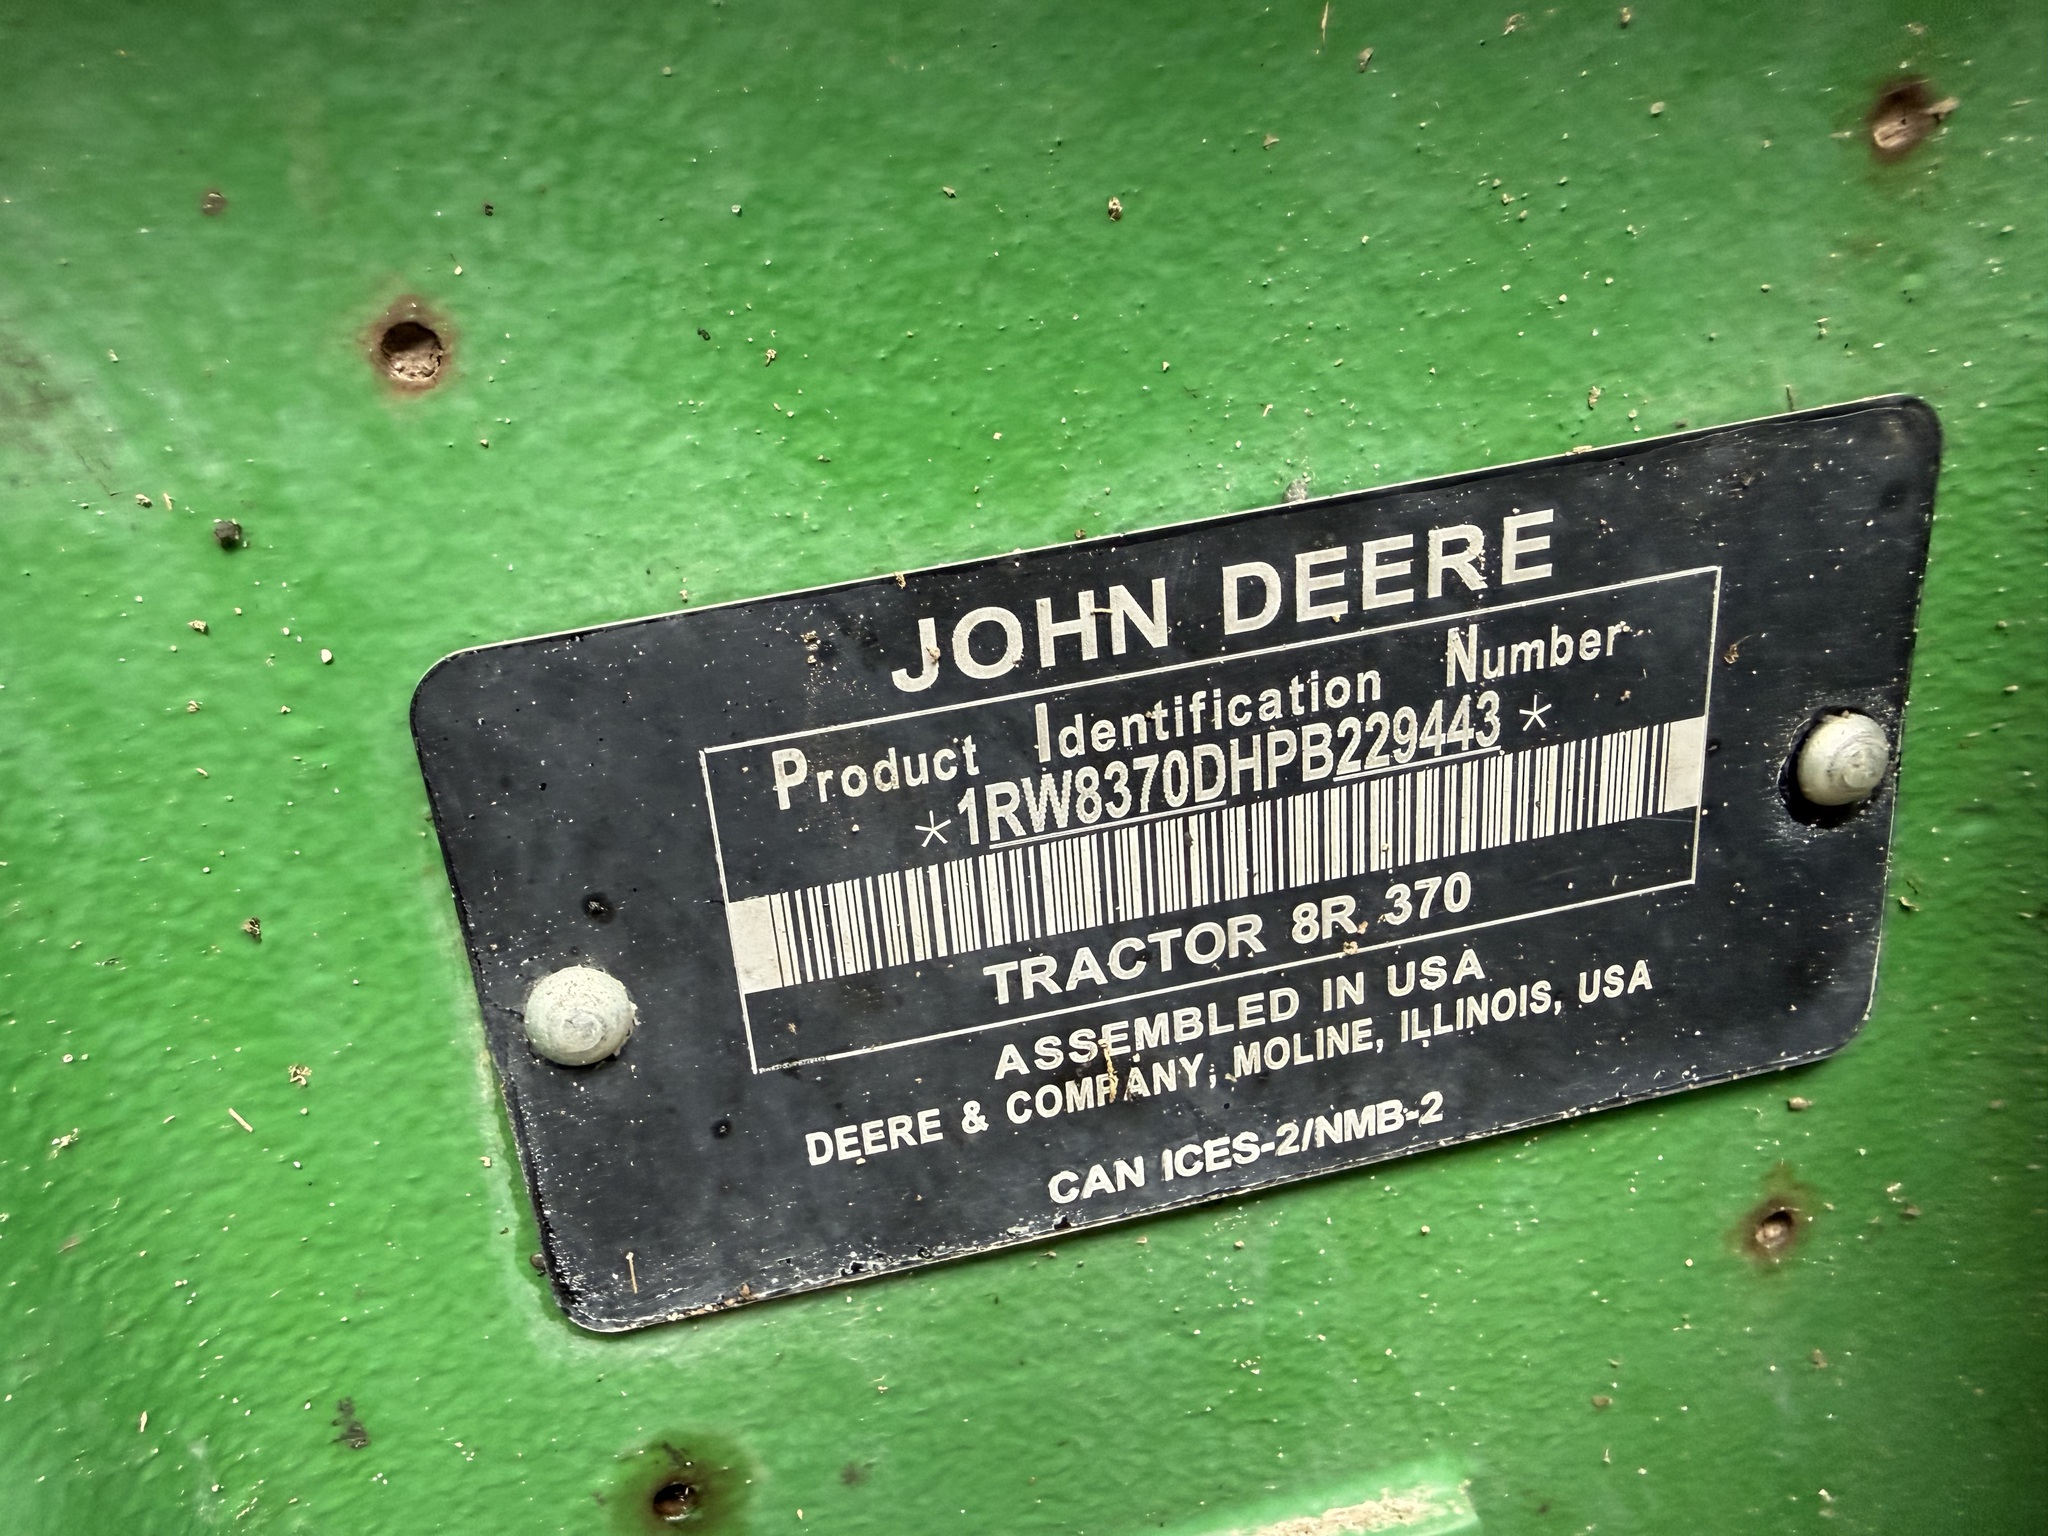 JOHN DEERE
Product Identification Number
*1RW8370DHPB229443*
TRACTOR 8R 370
ASSEMBLED IN USA
DEERE & COMPANY, MOLINE, ILLINOIS, USA
CAN ICES-2/NMB-2